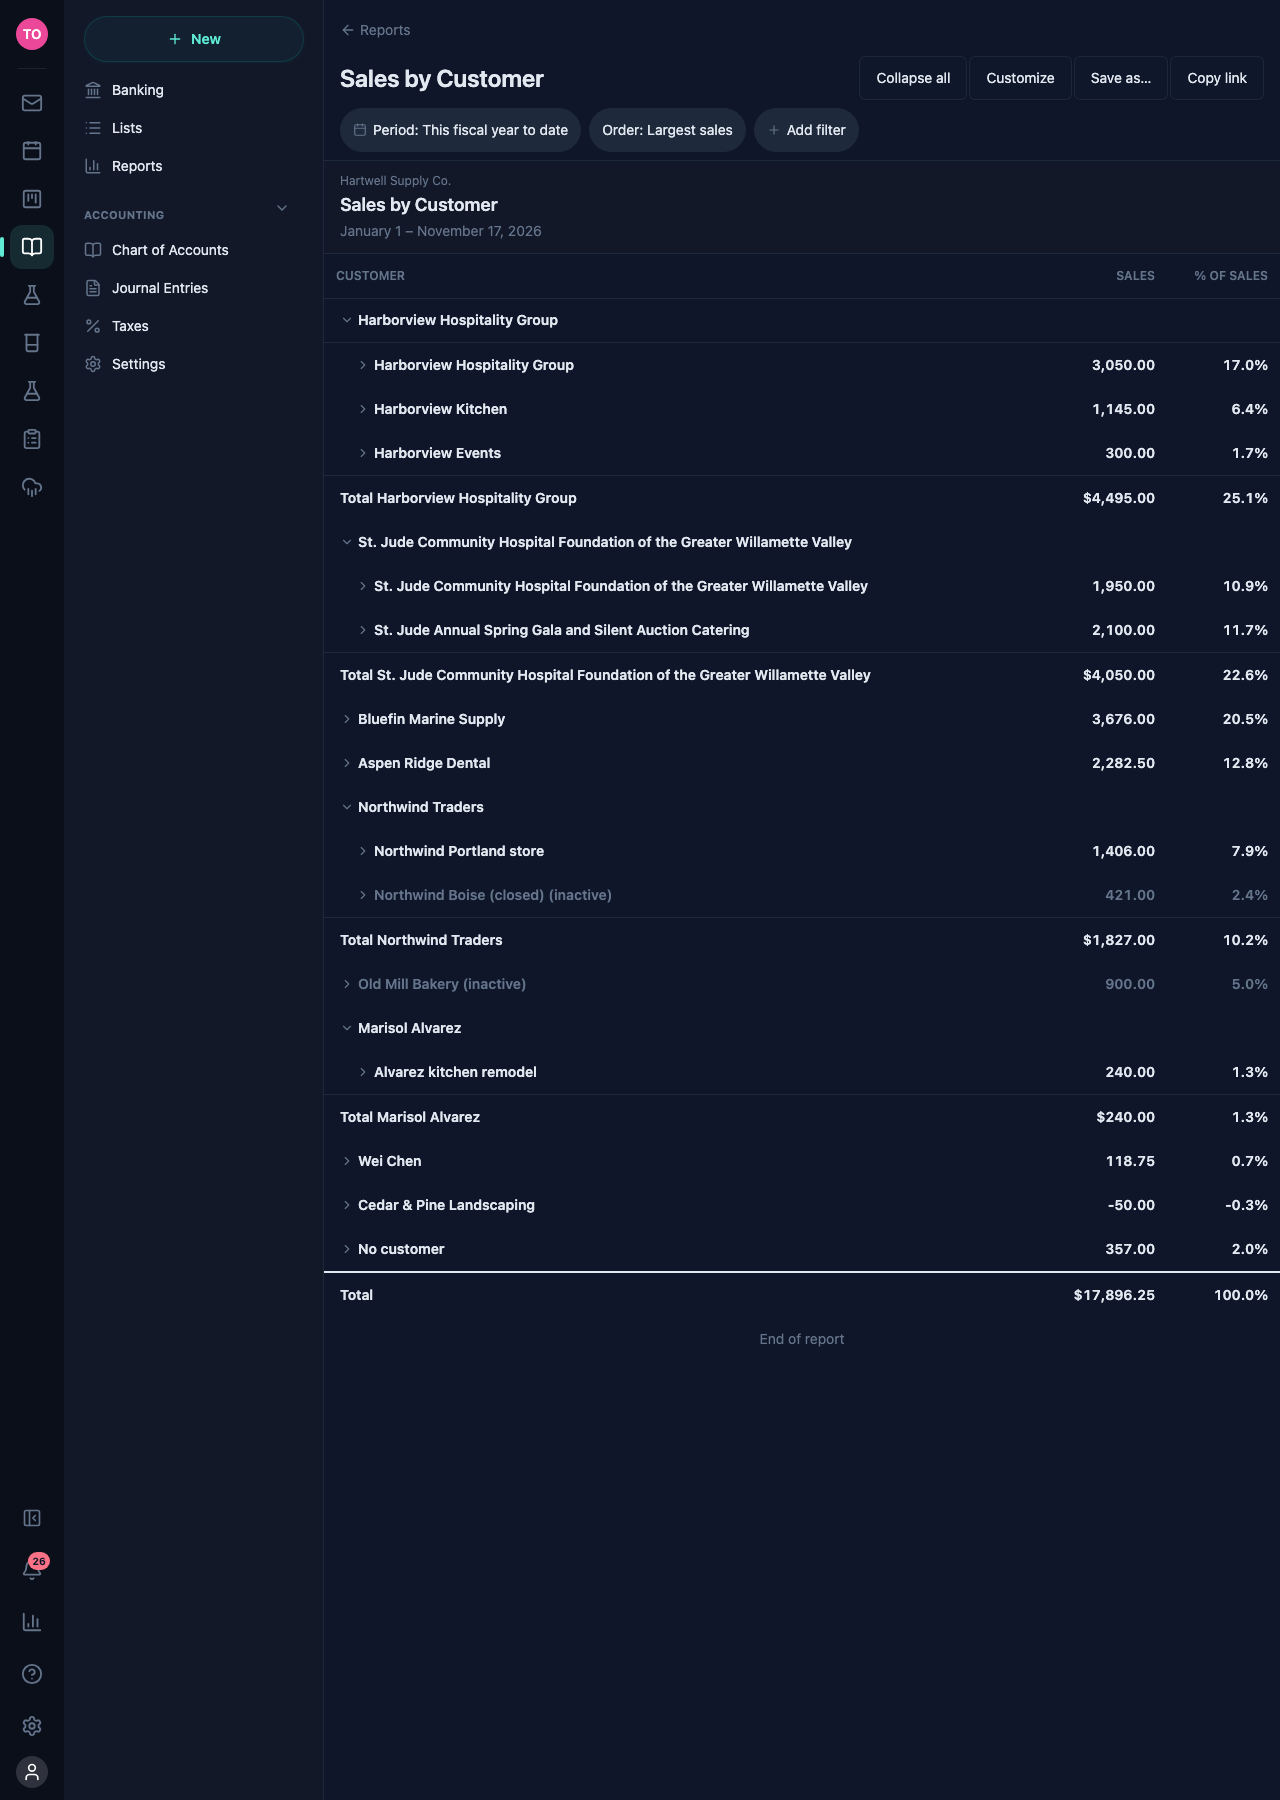 TO
New
Banking
Lists
Reports
ACCOUNTING
Chart of Accounts
Journal Entries
Taxes
Settings
26
Reports
Sales by Customer
Collapse all
Customize
Save as...
Copy link
Period: This fiscal year to date
Order: Largest sales
Add filter
Hartwell Supply Co.
Sales by Customer
January 1 – November 17, 2026
CUSTOMER SALES % OF SALES
Harborview Hospitality Group
Harborview Hospitality Group 3,050.00 17.0%
Harborview Kitchen 1,145.00 6.4%
Harborview Events 300.00 1.7%
Total Harborview Hospitality Group $4,495.00 25.1%
St. Jude Community Hospital Foundation of the Greater Willamette Valley
St. Jude Community Hospital Foundation of the Greater Willamette Valley 1,950.00 10.9%
St. Jude Annual Spring Gala and Silent Auction Catering 2,100.00 11.7%
Total St. Jude Community Hospital Foundation of the Greater Willamette Valley $4,050.00 22.6%
Bluefin Marine Supply 3,676.00 20.5%
Aspen Ridge Dental 2,282.50 12.8%
Northwind Traders
Northwind Portland store 1,406.00 7.9%
Northwind Boise (closed) (inactive) 421.00 2.4%
Total Northwind Traders $1,827.00 10.2%
Old Mill Bakery (inactive) 900.00 5.0%
Marisol Alvarez
Alvarez kitchen remodel 240.00 1.3%
Total Marisol Alvarez $240.00 1.3%
Wei Chen 118.75 0.7%
Cedar & Pine Landscaping -50.00 -0.3%
No customer 357.00 2.0%
Total $17,896.25 100.0%
End of report